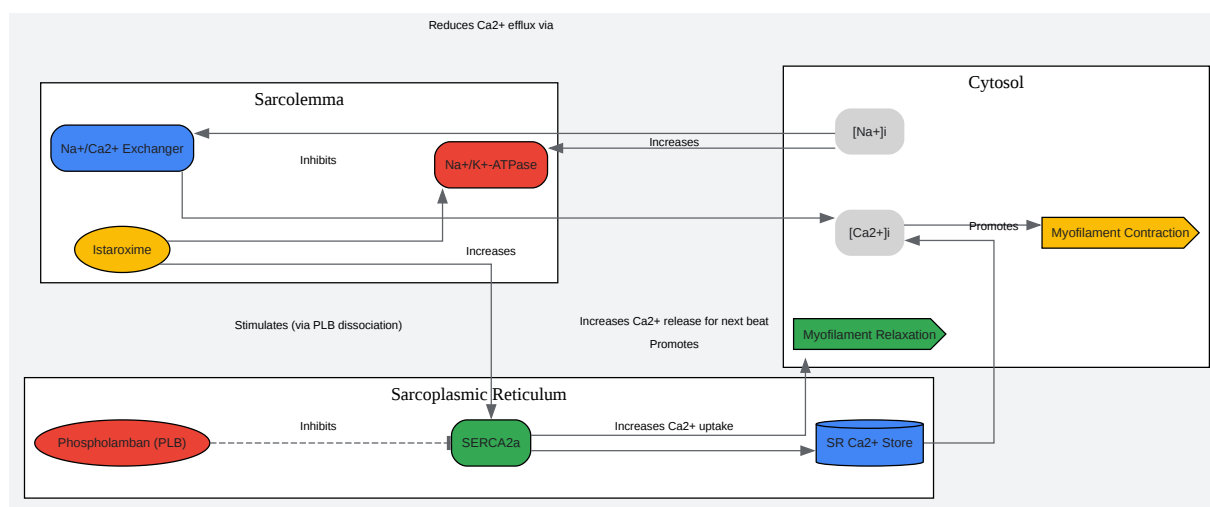 Reduces Ca2+ efflux via
Sarcolemma
Cytosol
Na+/Ca2+ Exchanger
Inhibits
Na+/K+-ATPase
Increases
[Na+]i
Istaroxime
Increases
[Ca2+]i
Promotes
Myofilament Contraction
Stimulates (via PLB dissociation)
Increases Ca2+ release for next beat
Promotes
Myofilament Relaxation
Sarcoplasmic Reticulum
Phospholamban (PLB)
Inhibits
SERCA2a
Increases Ca2+ uptake
SR Ca2+ Store